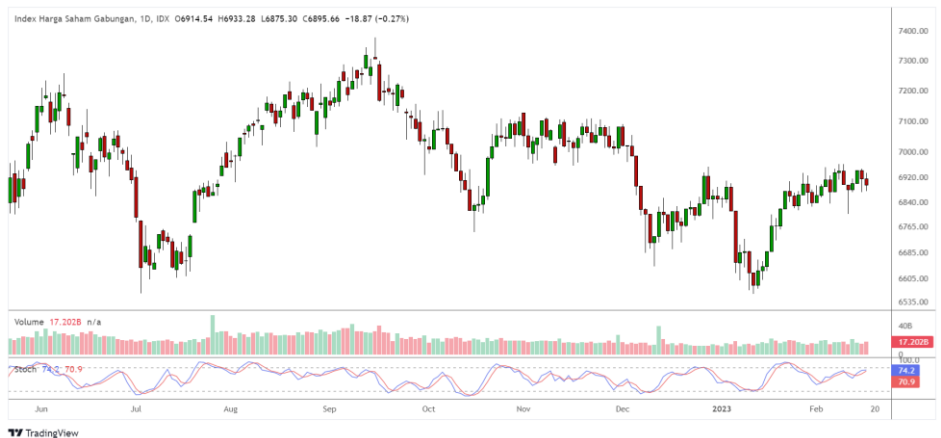 Index Harga Saham Gabungan, 1D, IDX O6914.54 H6933.28 L6875.30 C6895.66 −18.87 (−0.27%)
7400.00
7300.00
7200.00
7100.00
7000.00
6920.00
6840.00
6765.00
6685.00
6605.00
6535.00
Volume 17.202B n/a
40B
17.202B
0
100.0
Stoch 74.2 70.9
74.2
70.9
Jun Jul Aug Sep Oct Nov Dec 2023 Feb 20
TradingView